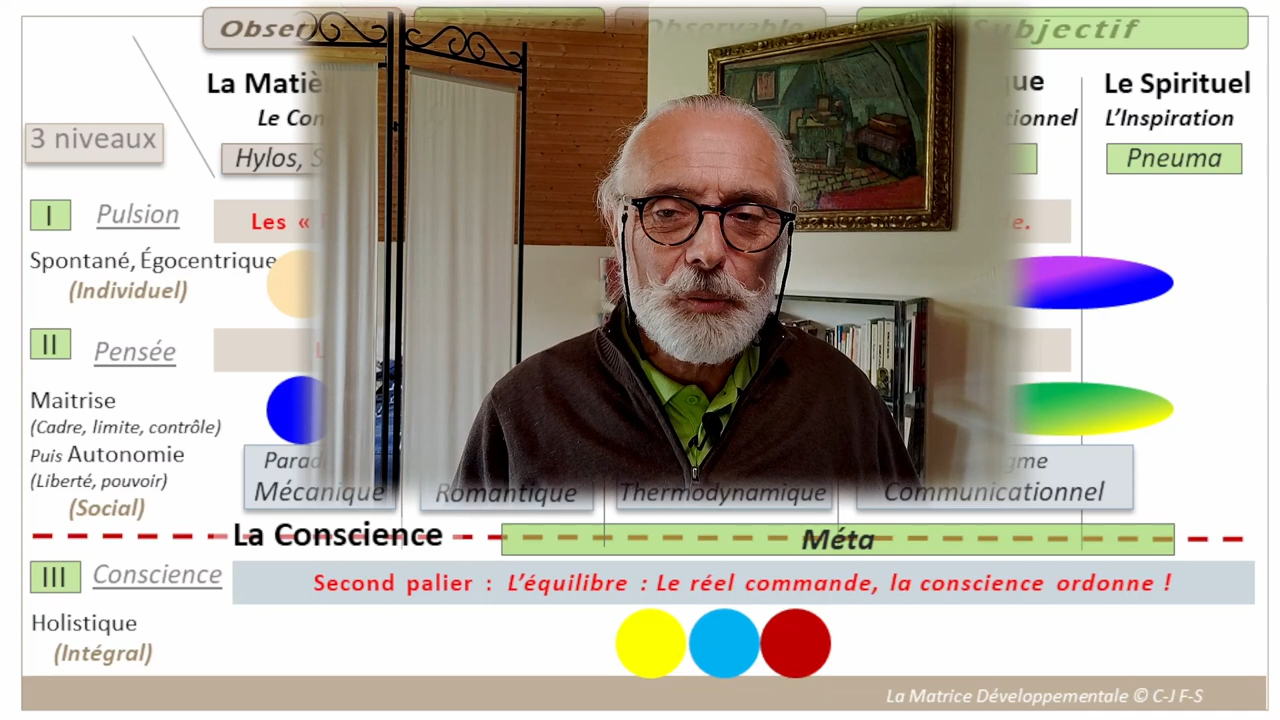 Observable
Subjectif
La Matiè
que
Le Spirituel
Le Con
tionnel
L'Inspiration
3 niveaux
Hylos, S
Pneuma
I
Pulsion
Les «
e.
Spontané, Égocentrique
(Individuel)
II
Pensée
Maitrise
(Cadre, limite, contrôle)
Puis Autonomie
(Liberté, pouvoir)
(Social)
Parad
gme
Mécanique
Romantique
Thermodynamique
Communicationnel
La Conscience
Méta
III
Conscience
Second palier : L'équilibre : Le réel commande, la conscience ordonne !
Holistique
(Intégral)
La Matrice Développementale © C-J F-S